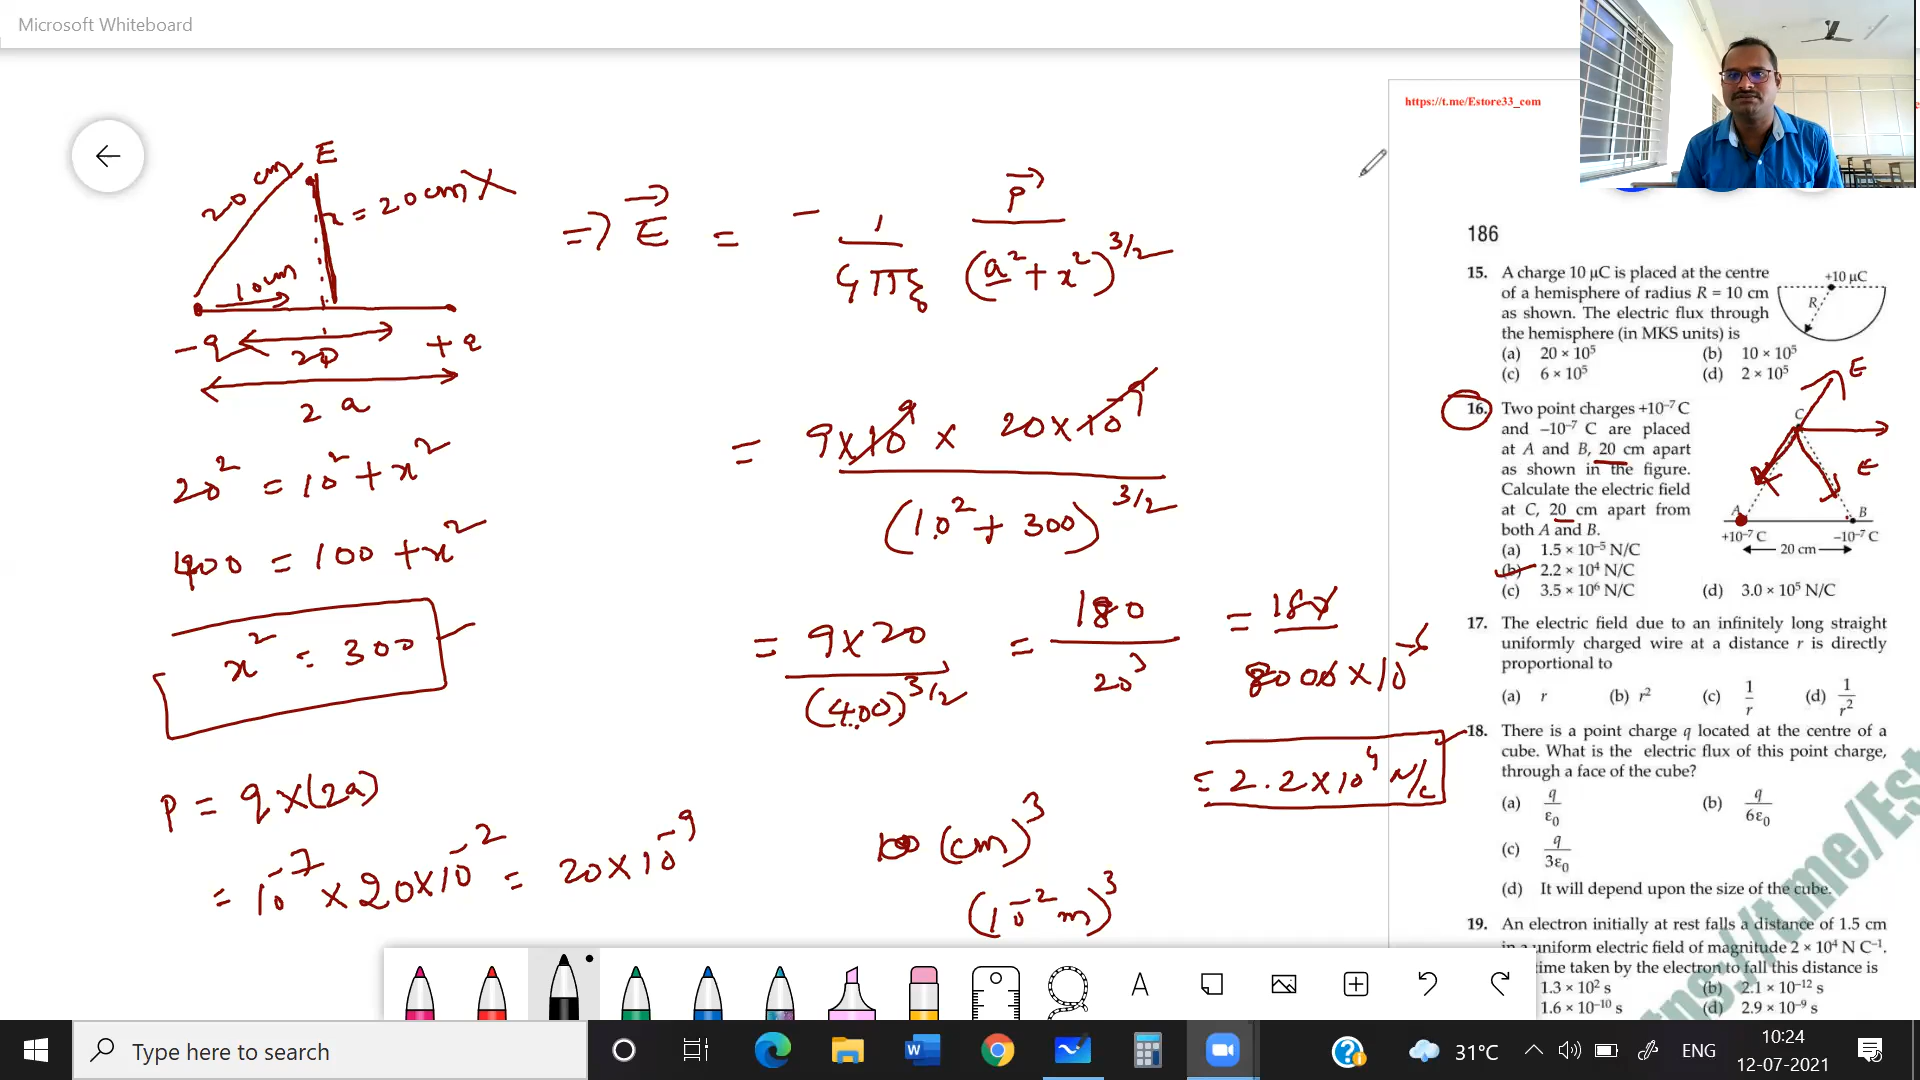 Microsoft Whiteboard
https://t.me/Estore33_com
E
20 cm
x = 20cm X
10cm
-q
20
+q
2 a
20² = 10² + x²
400 = 100 + x²
x² = 300
P = q X (2a)
= 10⁻⁷ × 20×10⁻² = 20×10⁻⁹
=> E⃗ = - 1/4πε P⃗/(a² + x²)^3/2
= 9×10⁹ × 20×10⁻⁹ / (10² + 300)^3/2
= 9×20/(400)^3/2 = 180/20³ = 180/8000×10⁻⁶
= 2.2×10⁴ N/C
(cm)³
(10⁻² m)³
186
15. A charge 10 μC is placed at the centre
of a hemisphere of radius R = 10 cm
as shown. The electric flux through
the hemisphere (in MKS units) is
(a) 20 × 10⁵ (b) 10 × 10⁵
(c) 6 × 10⁵ (d) 2 × 10⁵
+10 μC
R
16. Two point charges +10⁻⁷ C
and –10⁻⁷ C are placed
at A and B, 20 cm apart
as shown in the figure.
Calculate the electric field
at C, 20 cm apart from
both A and B.
(a) 1.5 × 10⁻⁵ N/C
(b) 2.2 × 10⁴ N/C
(c) 3.5 × 10⁶ N/C (d) 3.0 × 10⁵ N/C
E
C
E
A B
+10⁻⁷ C –10⁻⁷ C
20 cm
17. The electric field due to an infinitely long straight
uniformly charged wire at a distance r is directly
proportional to
(a) r (b) r² (c) 1/r (d) 1/r²
18. There is a point charge q located at the centre of a
cube. What is the electric flux of this point charge,
through a face of the cube?
(a) q/ε₀ (b) q/6ε₀
(c) q/3ε₀
(d) It will depend upon the size of the cube.
19. An electron initially at rest falls a distance of 1.5 cm
in a uniform electric field of magnitude 2 × 10⁴ N C⁻¹.
time taken by the electron to fall this distance is
1.3 × 10² s (b) 2.1 × 10⁻¹² s
1.6 × 10⁻¹⁰ s (d) 2.9 × 10⁻⁹ s
Type here to search
31°C
ENG
10:24
12-07-2021